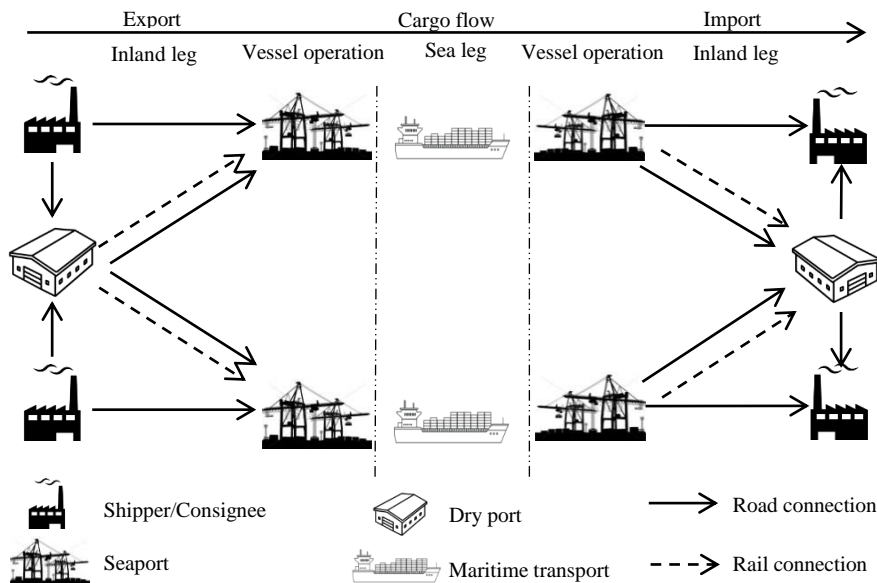 Export Cargo flow Import
Inland leg Vessel operation Sea leg Vessel operation Inland leg
Shipper/Consignee Dry port Road connection
Seaport Maritime transport Rail connection